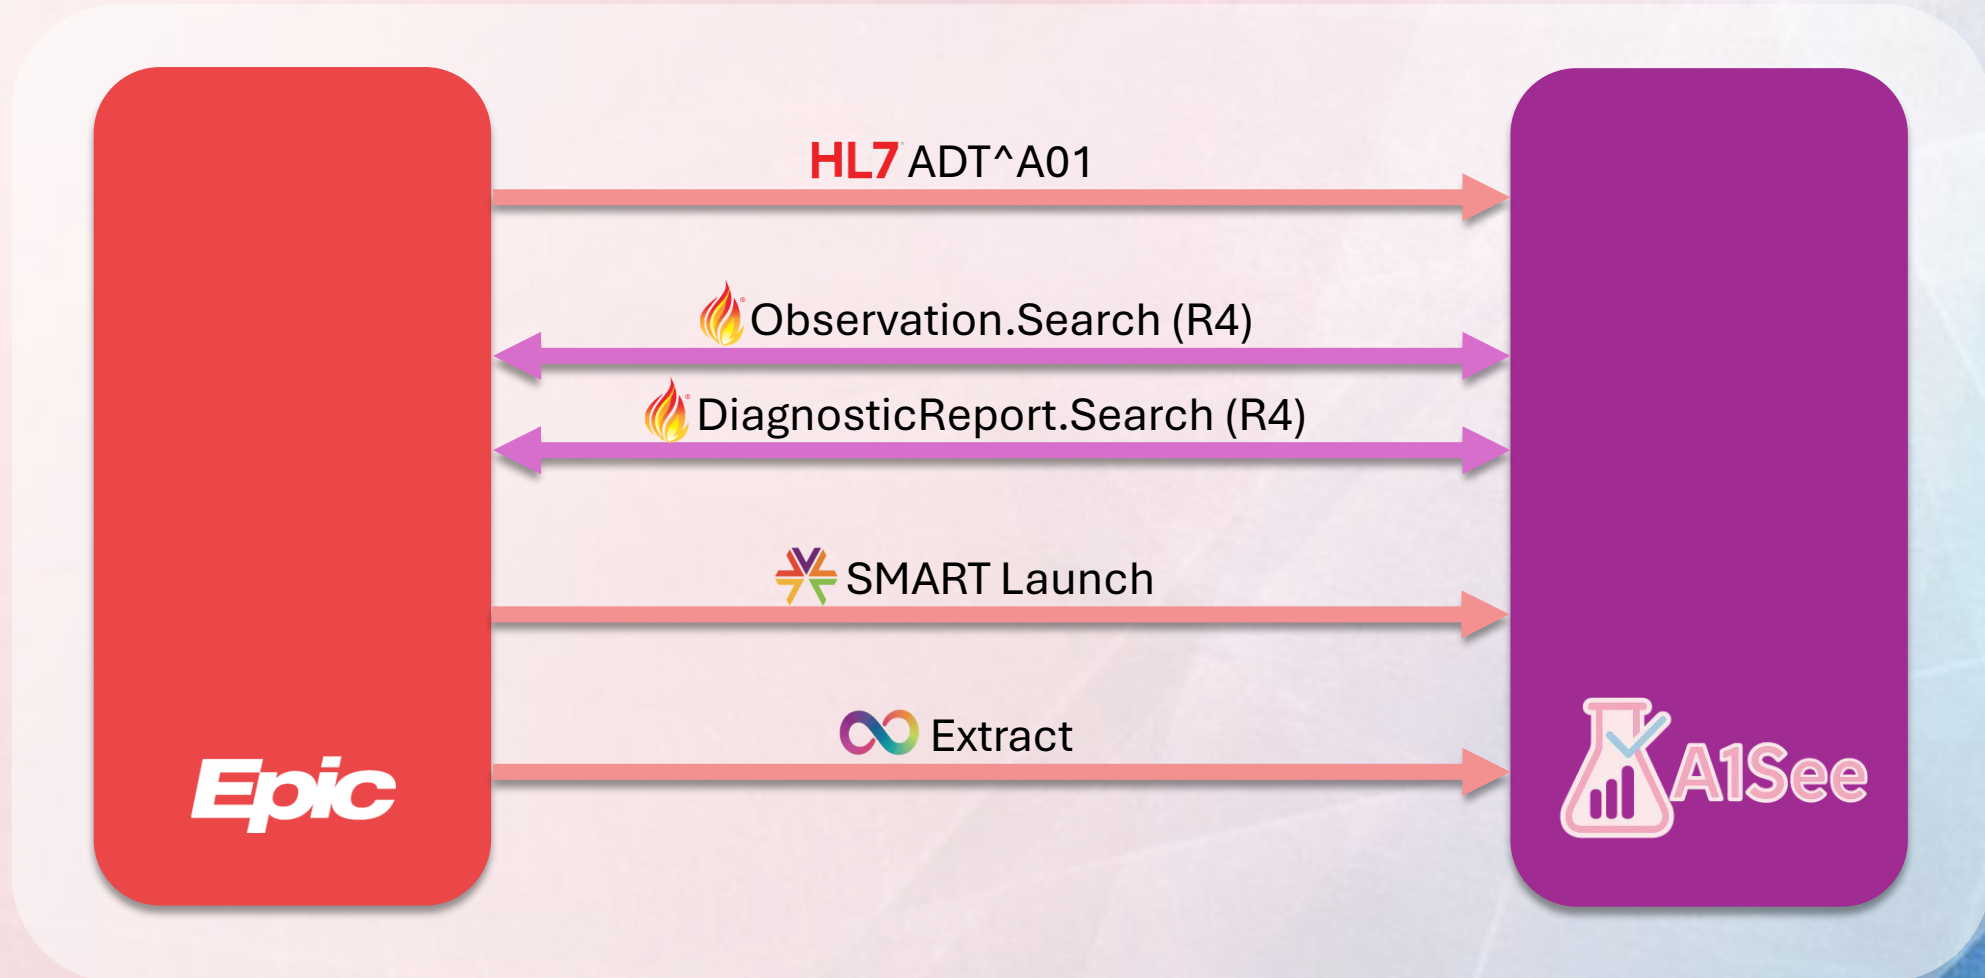 HL7 ADT^A01
Observation.Search (R4)
DiagnosticReport.Search (R4)
SMART Launch
Extract
Epic
A1See